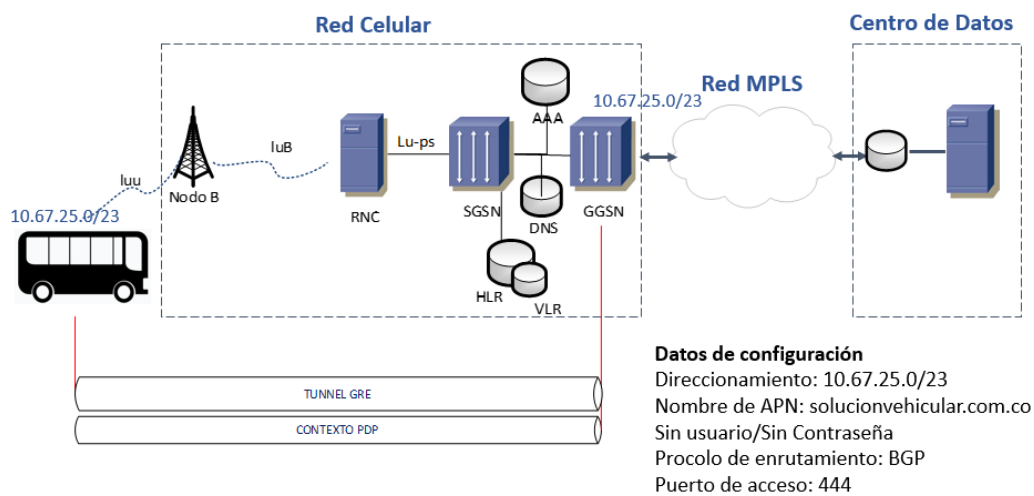 Red Celular
Centro de Datos
Red MPLS
10.67.25.0/23
AAA
Iuu
IuB
Lu-ps
Nodo B
10.67.25.0/23
RNC
SGSN
DNS
GGSN
HLR
VLR
TUNNEL GRE
CONTEXTO PDP
Datos de configuración
Direccionamiento: 10.67.25.0/23
Nombre de APN: solucionvehicular.com.co
Sin usuario/Sin Contraseña
Procolo de enrutamiento: BGP
Puerto de acceso: 444